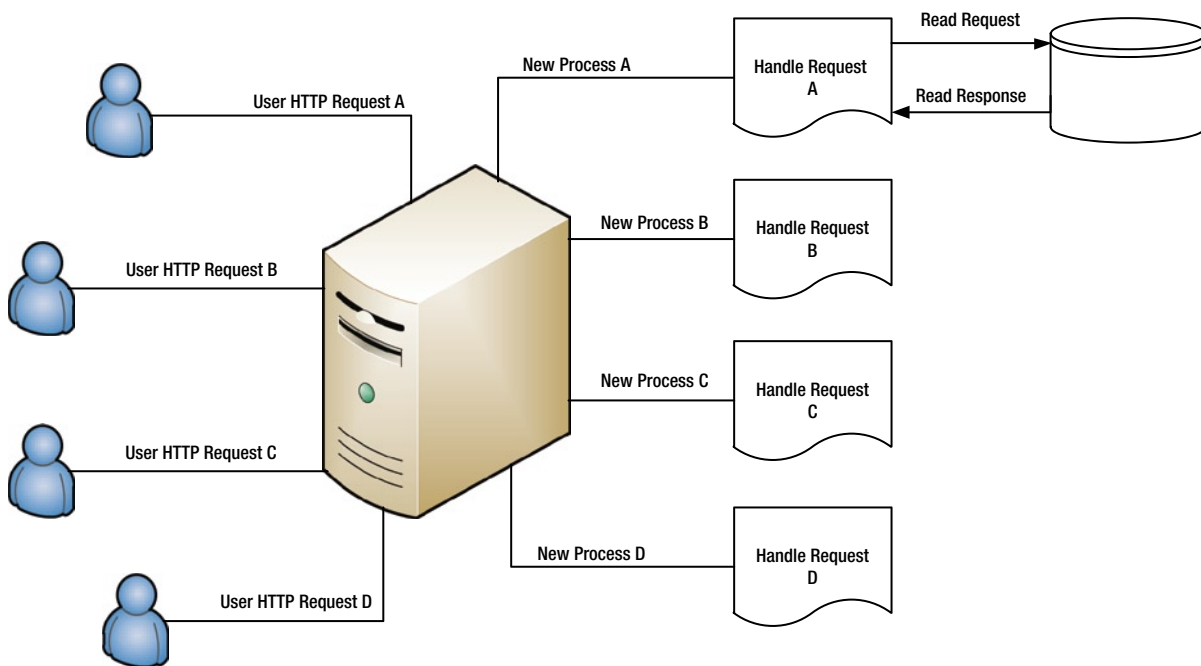 Read Request
New Process A
Handle Request
A
User HTTP Request A
Read Response
New Process B
Handle Request
B
User HTTP Request B
New Process C
Handle Request
C
User HTTP Request C
New Process D
Handle Request
D
User HTTP Request D